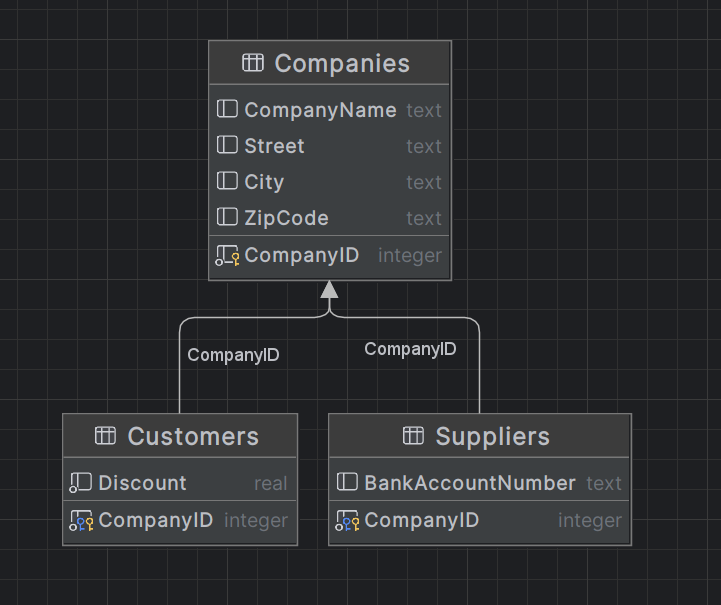 Companies
CompanyName text
Street text
City text
ZipCode text
CompanyID integer
CompanyID
CompanyID
Customers
Discount real
CompanyID integer
Suppliers
BankAccountNumber text
CompanyID integer